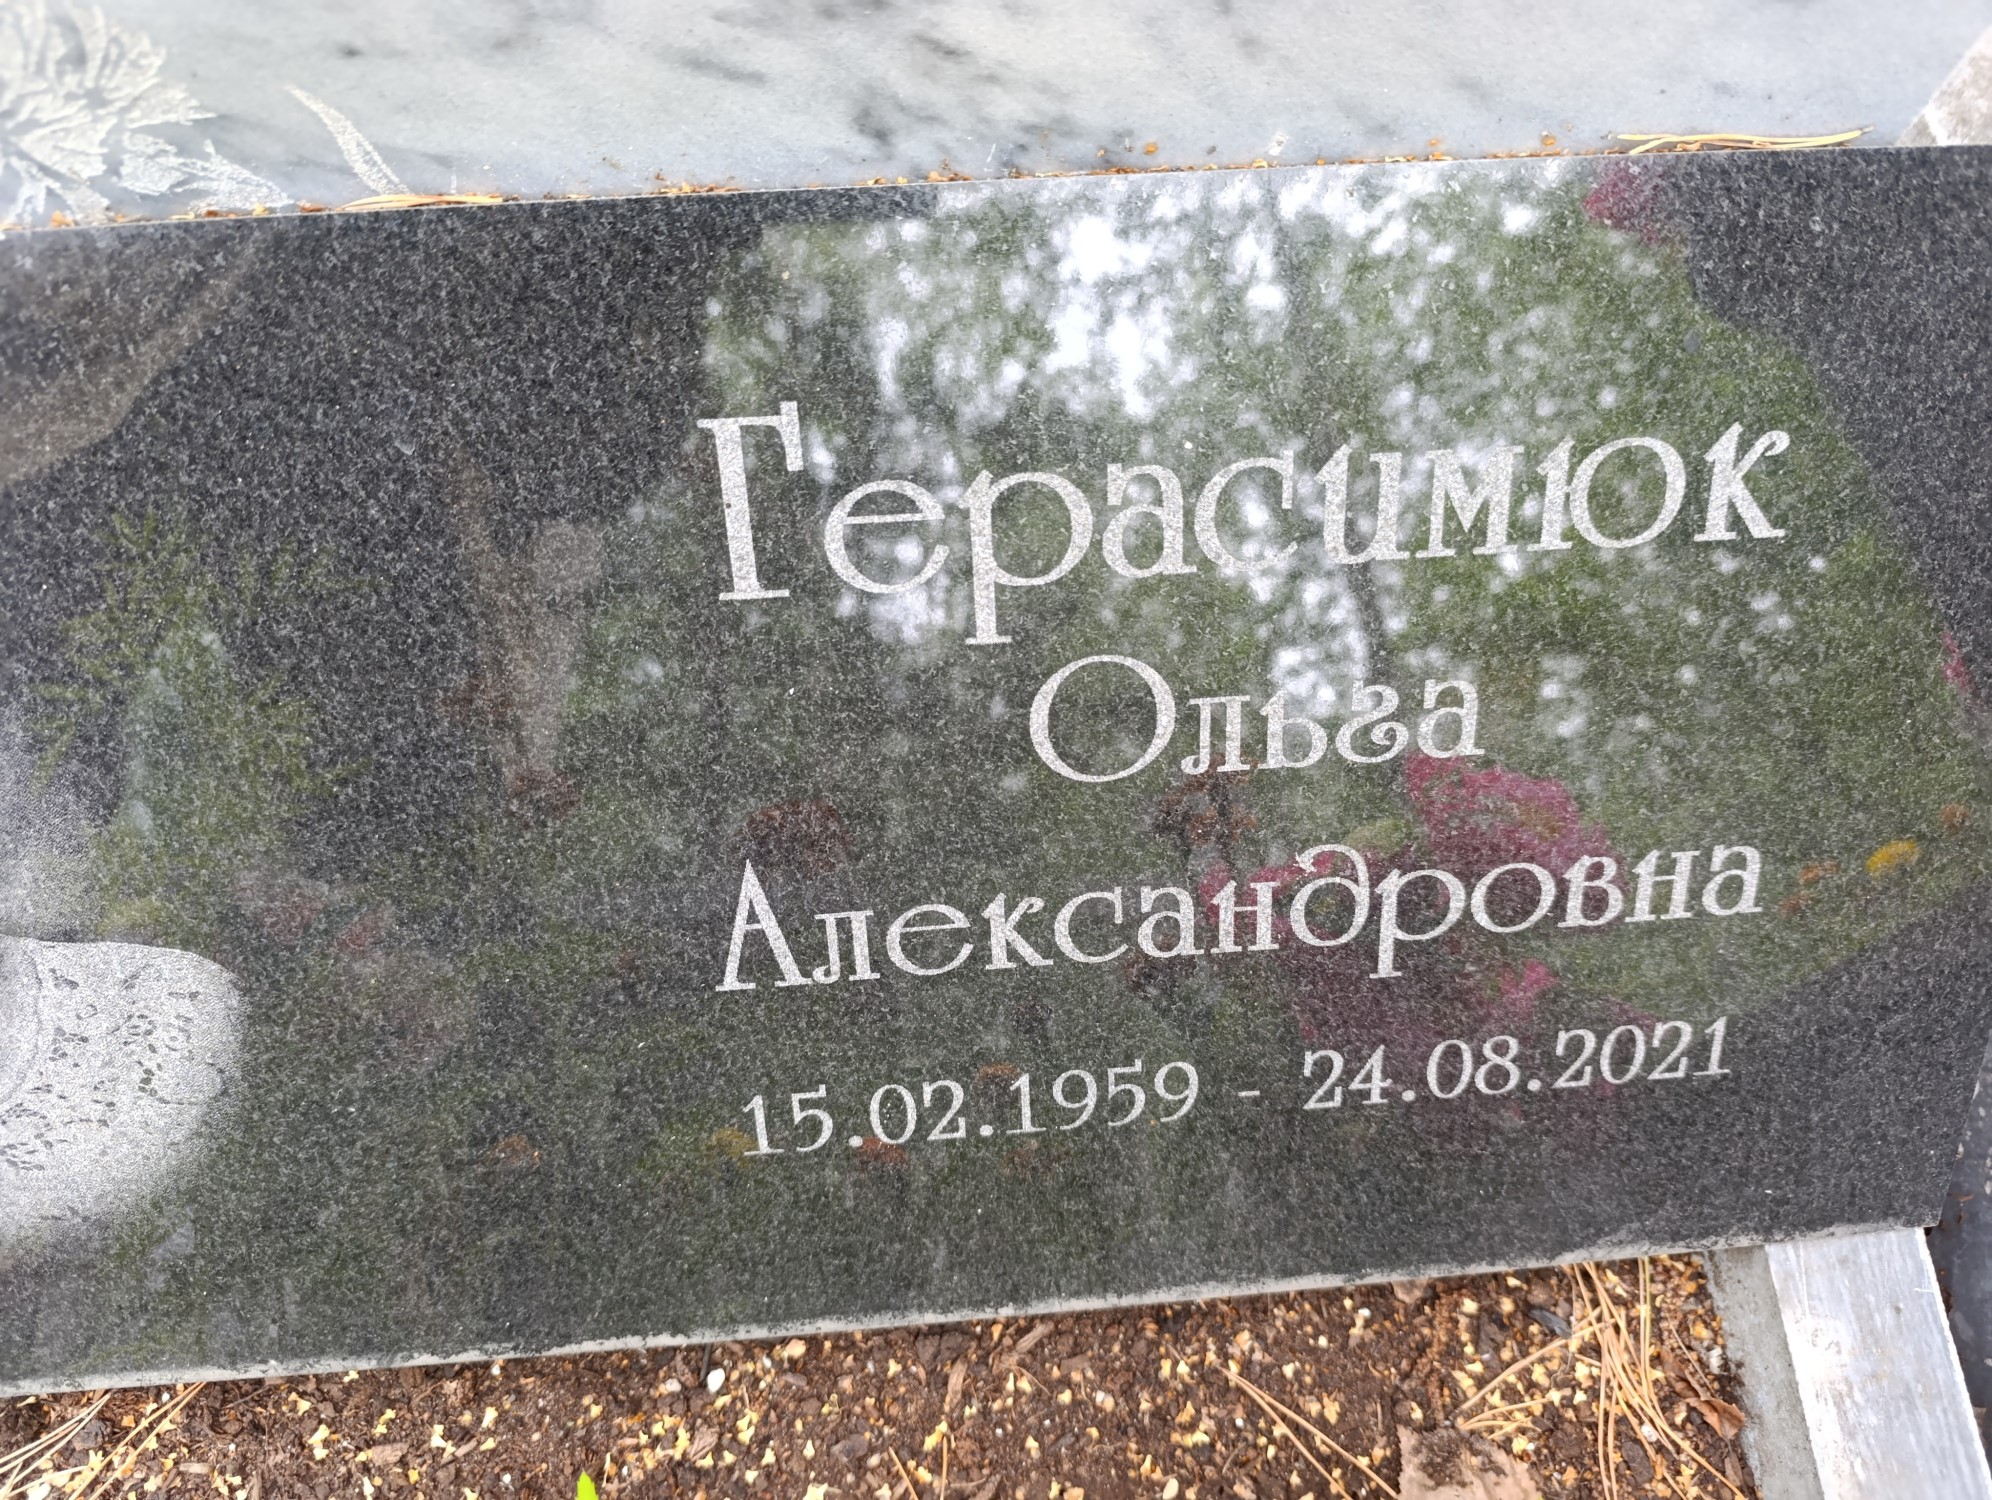 Герасимюк
Ольга
Александровна
15.02.1959 - 24.08.2021